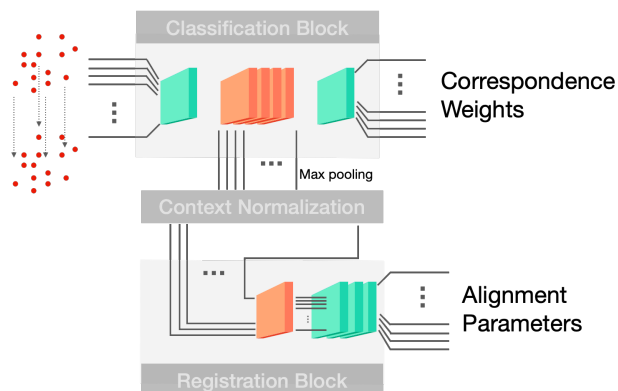 Classification Block
Correspondence
Weights
Max pooling
Context Normalization
Alignment
Parameters
Registration Block